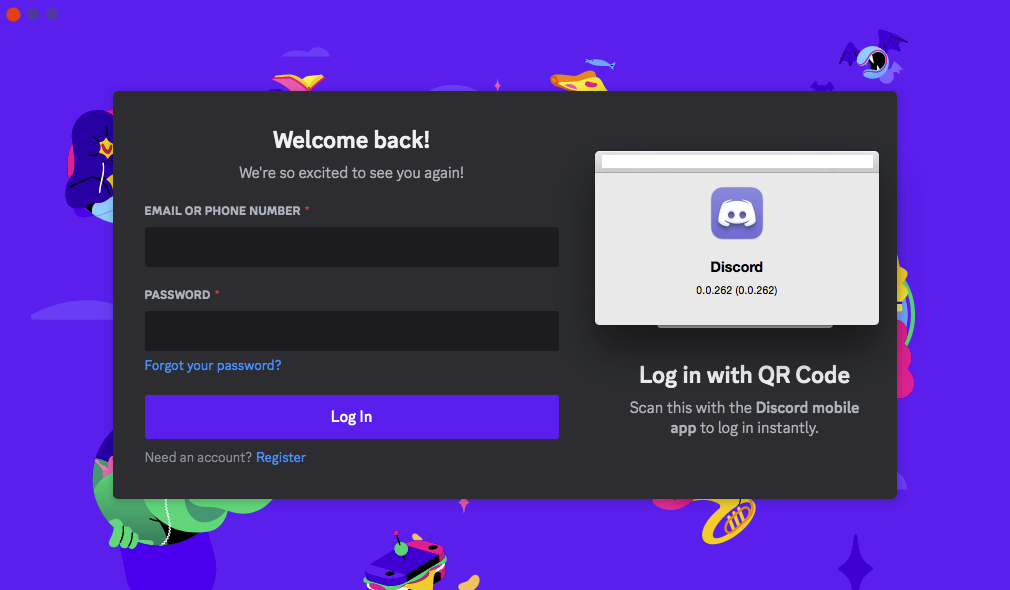 Welcome back!
We're so excited to see you again!
EMAIL OR PHONE NUMBER *
PASSWORD *
Forgot your password?
Log In
Need an account? Register
Discord
0.0.262 (0.0.262)
Log in with QR Code
Scan this with the Discord mobile
app to log in instantly.